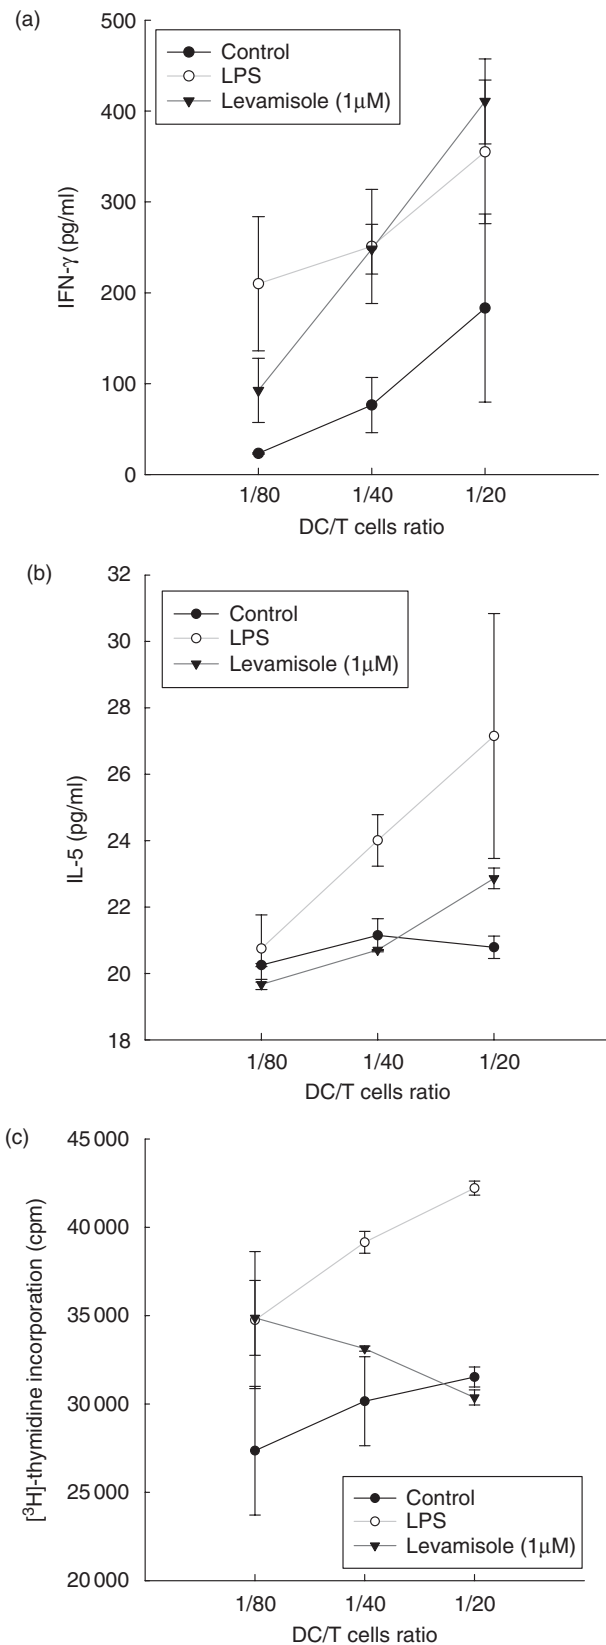 (a)
500
400
300
200
100
0
IFN-γ (pg/ml)
Control
LPS
Levamisole (1μM)
1/80 1/40 1/20
DC/T cells ratio
(b)
32
30
28
26
24
22
20
18
IL-5 (pg/ml)
Control
LPS
Levamisole (1μM)
1/80 1/40 1/20
DC/T cells ratio
(c)
45 000
40 000
35 000
30 000
25 000
20 000
[³H]-thymidine incorporation (cpm)
Control
LPS
Levamisole (1μM)
1/80 1/40 1/20
DC/T cells ratio